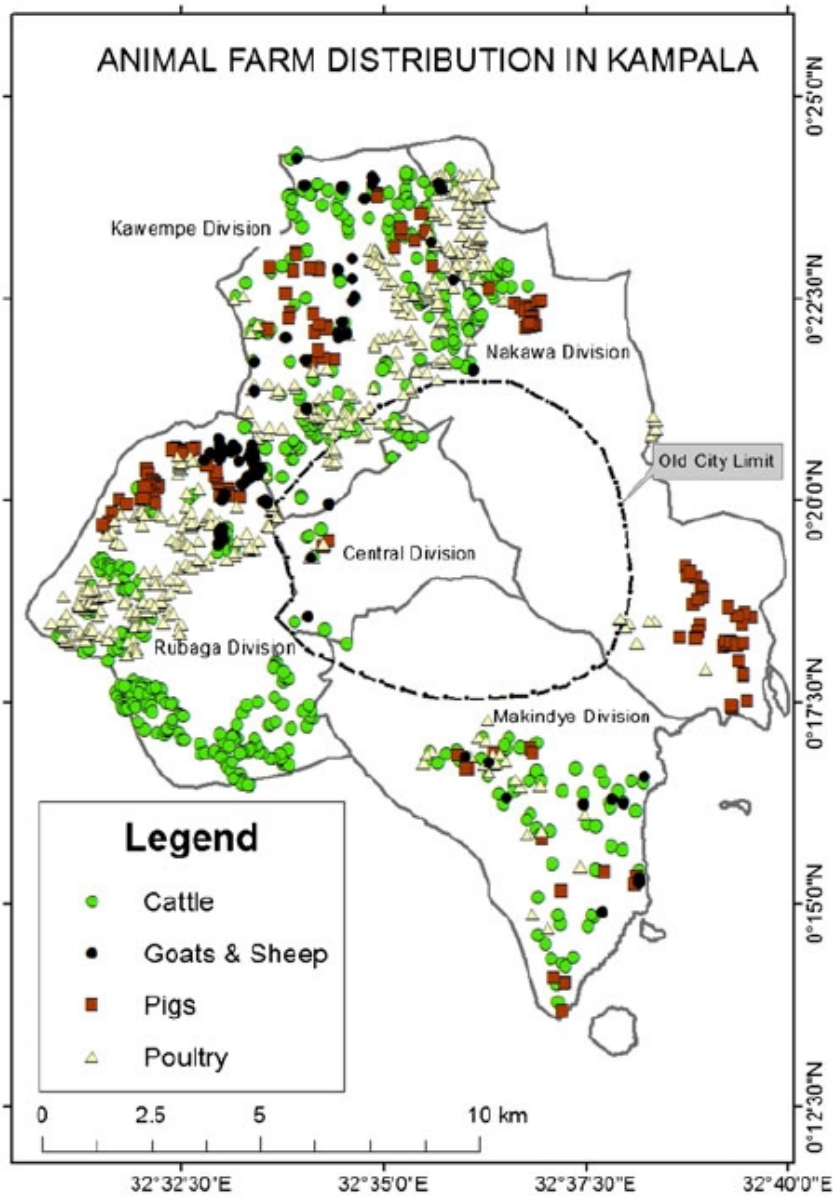 ANIMAL FARM DISTRIBUTION IN KAMPALA
0°25'0"N
Kawempe Division
0°22'30"N
Nakawa Division
Old City Limit
0°20'0"N
Central Division
Rubaga Division
0°17'30"N
Makindye Division
Legend
Cattle
Goats & Sheep
Pigs
Poultry
0°15'0"N
0°12'30"N
0 2.5 5 10 km
32°32'30"E 32°35'0"E 32°37'30"E 32°40'0"E